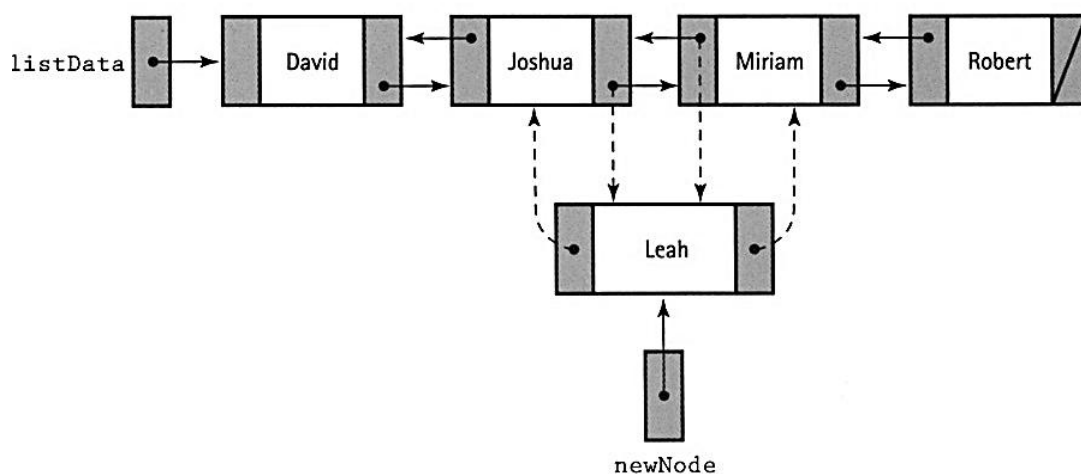 listData
David
Joshua
Miriam
Robert
Leah
newNode